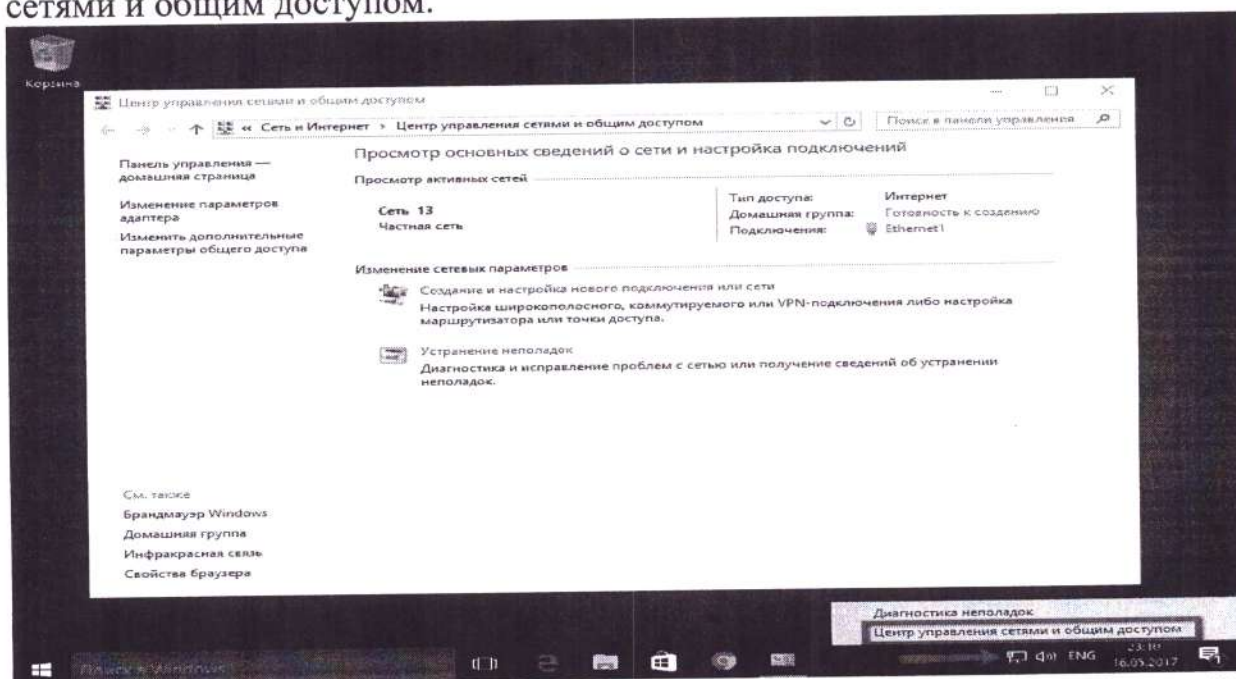 сетями и общим доступом.
Корзина
Центр управления сетями и общим доступом
« Сеть и Интернет > Центр управления сетями и общим доступом
Поиск в панели управления
Панель управления —
домашняя страница
Изменение параметров
адаптера
Изменить дополнительные
параметры общего доступа
Просмотр основных сведений о сети и настройка подключений
Просмотр активных сетей
Сеть 13
Частная сеть
Тип доступа: Интернет
Домашняя группа: Готовность к созданию
Подключения: Ethernet1
Изменение сетевых параметров
Создание и настройка нового подключения или сети
Настройка широкополосного, коммутируемого или VPN-подключения либо настройка
маршрутизатора или точки доступа.
Устранение неполадок
Диагностика и исправление проблем с сетью или получение сведений об устранении
неполадок.
См. также
Брандмауэр Windows
Домашняя группа
Инфракрасная связь
Свойства браузера
Диагностика неполадок
Центр управления сетями и общим доступом
Поиск в Windows
ENG
23:10
16.05.2017